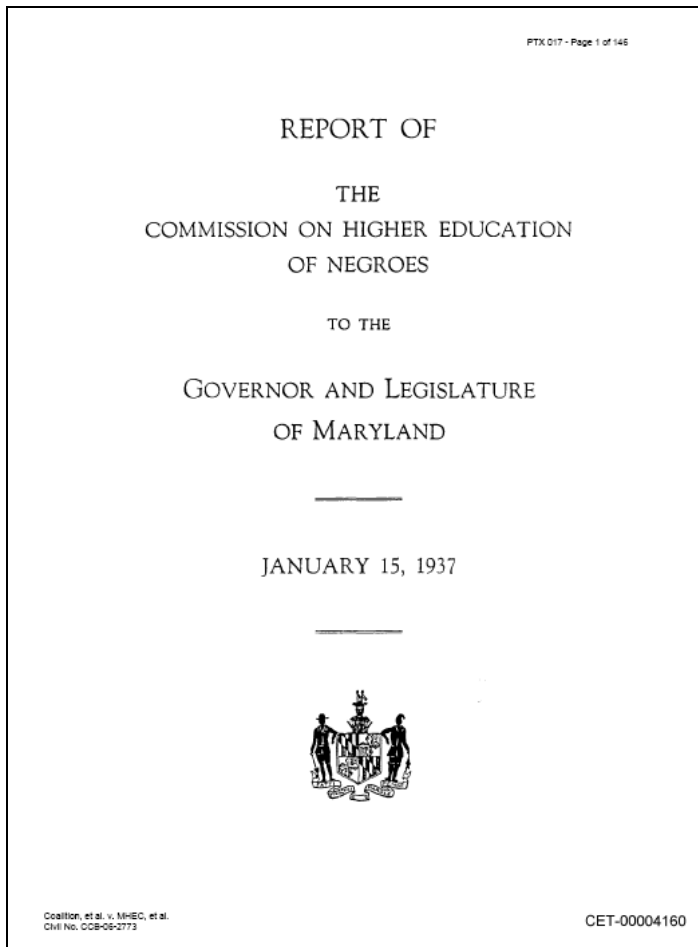 PTX 017 - Page 1 of 146
REPORT OF
THE
COMMISSION ON HIGHER EDUCATION
OF NEGROES
TO THE
GOVERNOR AND LEGISLATURE
OF MARYLAND
JANUARY 15, 1937
Coalition, et al. v. MHEC, et al.
Civil No. CCB-06-2773
CET-00004160